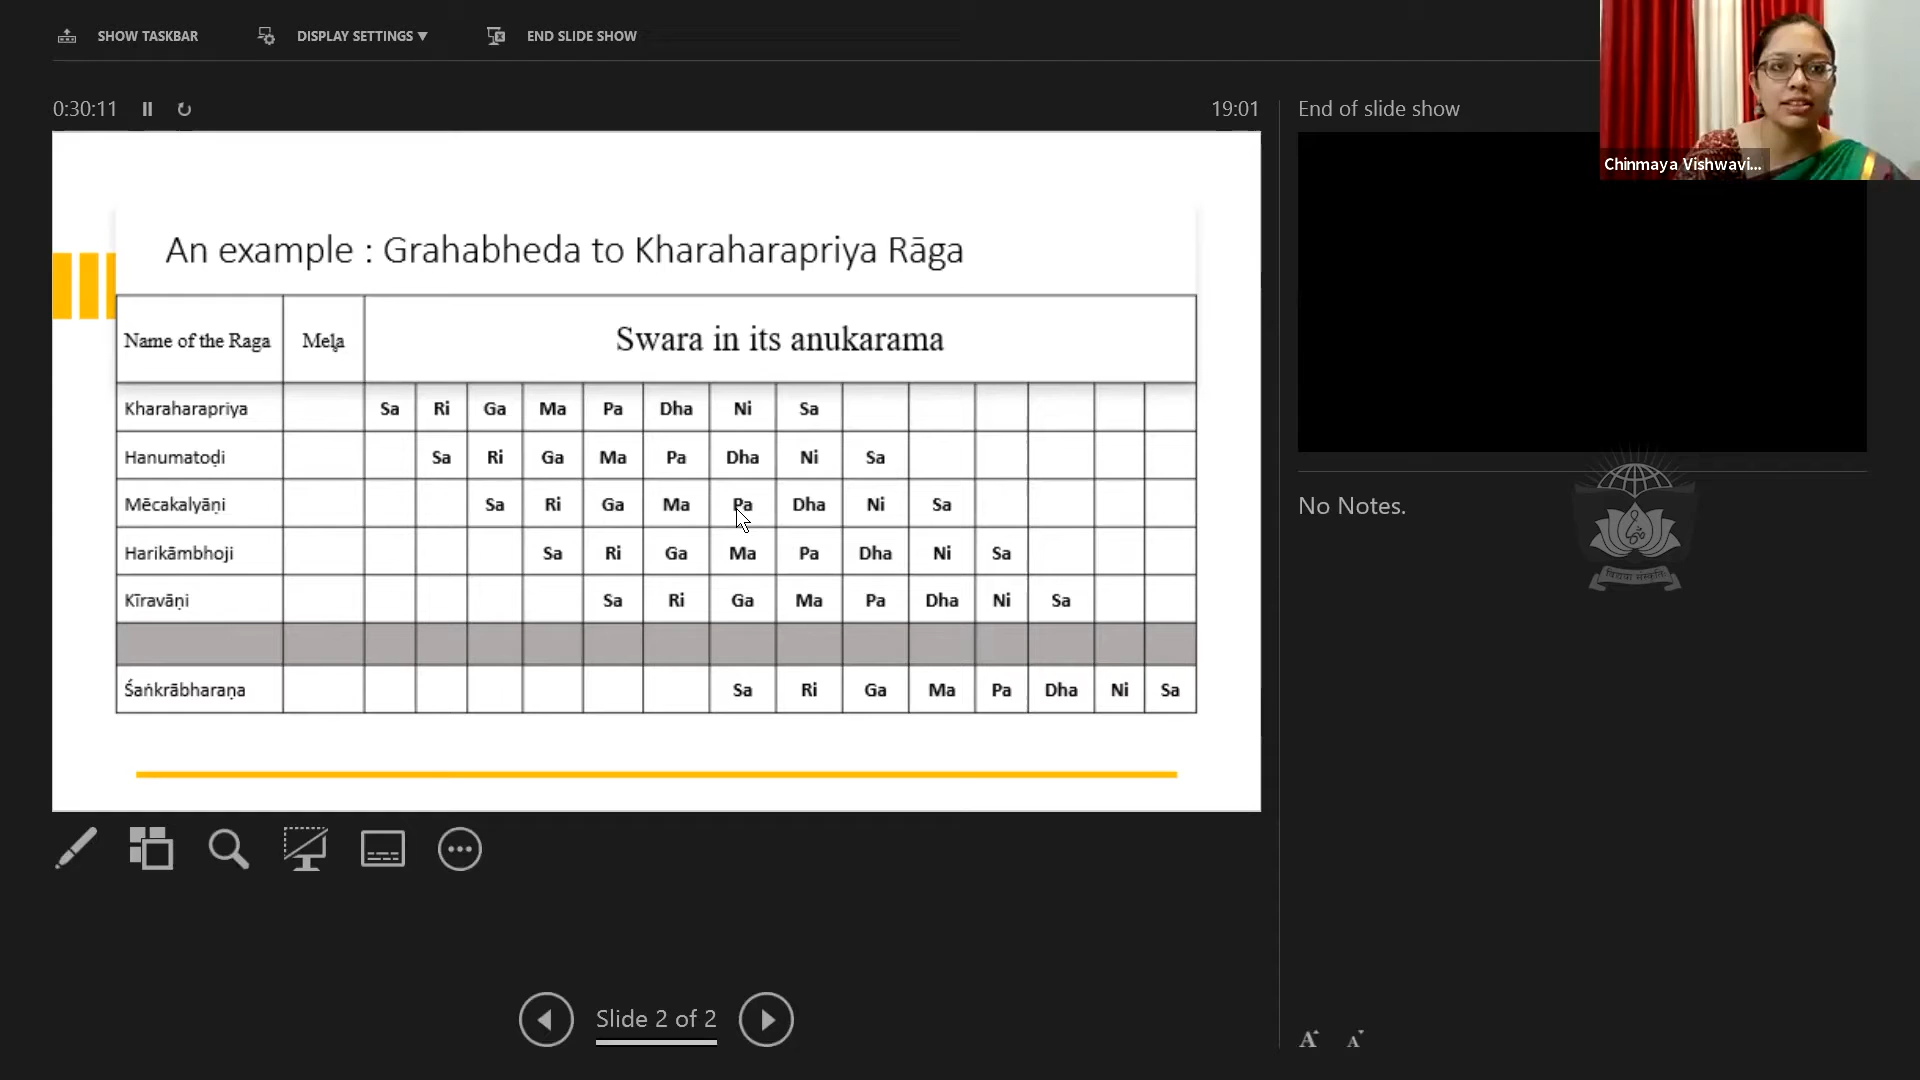 SHOW TASKBAR
DISPLAY SETTINGS ▼
END SLIDE SHOW
0:30:11
19:01
End of slide show
Chinmaya Vishwavi...
An example : Grahabheda to Kharaharapriya Rāga
Name of the Raga Meḷa Swara in its anukarama
Kharaharapriya Sa Ri Ga Ma Pa Dha Ni Sa
Hanumatoḍi Sa Ri Ga Ma Pa Dha Ni Sa
Mēcakalyāṇi Sa Ri Ga Ma Pa Dha Ni Sa
Harikāmbhoji Sa Ri Ga Ma Pa Dha Ni Sa
Kīravāṇi Sa Ri Ga Ma Pa Dha Ni Sa
Śaṅkrābharaṇa Sa Ri Ga Ma Pa Dha Ni Sa
No Notes.
विद्यया संस्कृतिः
Slide 2 of 2
A A